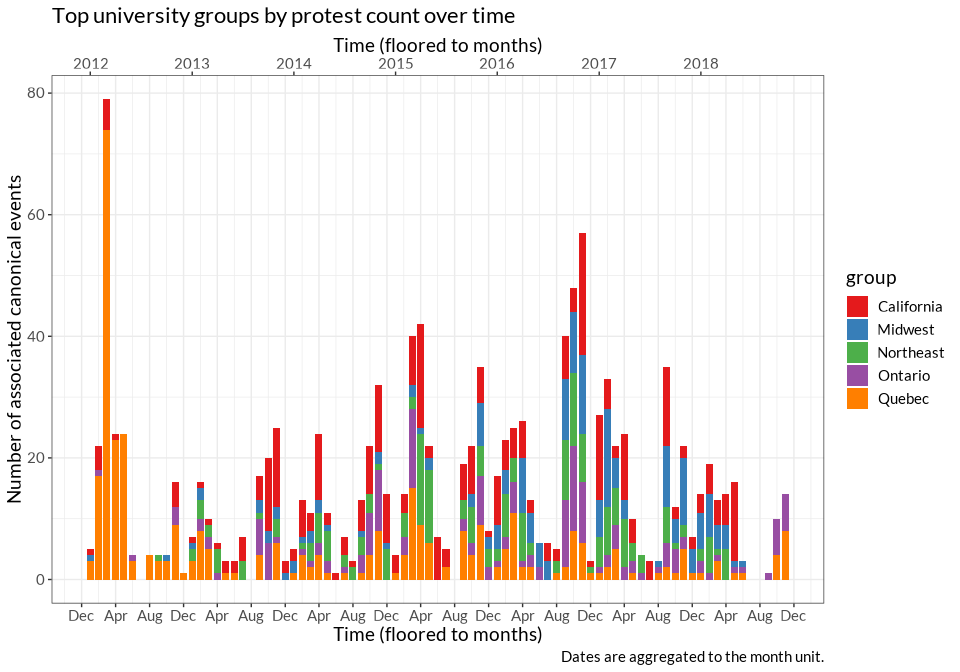 Top university groups by protest count over time
Time (floored to months)
2012 2013 2014 2015 2016 2017 2018
Number of associated canonical events
80
60
40
20
0
Dec Apr Aug Dec Apr Aug Dec Apr Aug Dec Apr Aug Dec Apr Aug Dec Apr Aug Dec Apr Aug Dec
Time (floored to months)
Dates are aggregated to the month unit.
group
California
Midwest
Northeast
Ontario
Quebec